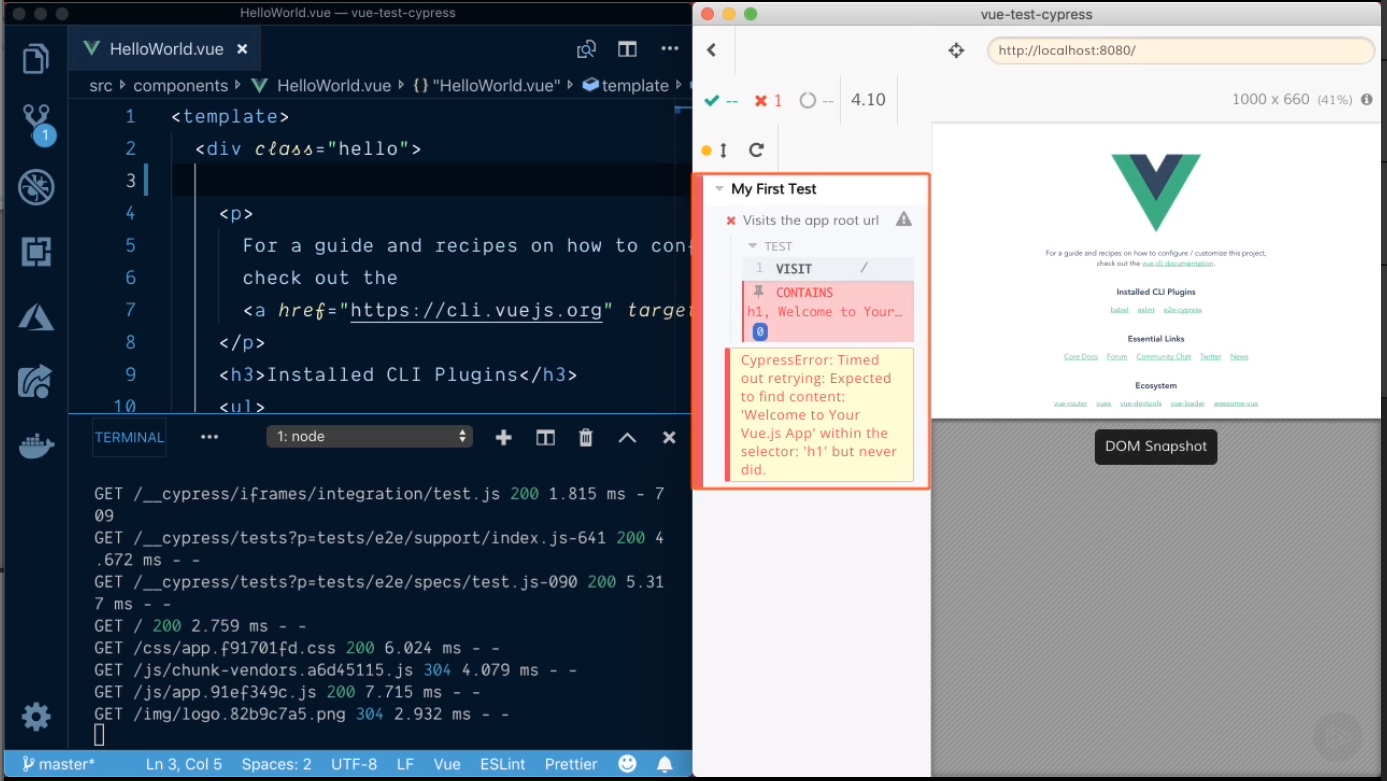 HelloWorld.vue — vue-test-cypress
HelloWorld.vue
src components HelloWorld.vue {} "HelloWorld.vue" template
1 <template>
2 <div class="hello">
3
4 <p>
5 For a guide and recipes on how to conf
6 check out the
7 <a href="https://cli.vuejs.org" target
8 </p>
9 <h3>Installed CLI Plugins</h3>
10 <ul>
1
TERMINAL ••• 1: node
GET /__cypress/iframes/integration/test.js 200 1.815 ms - 7
09
GET /__cypress/tests?p=tests/e2e/support/index.js-641 200 4
.672 ms - -
GET /__cypress/tests?p=tests/e2e/specs/test.js-090 200 5.31
7 ms - -
GET / 200 2.759 ms - -
GET /css/app.f91701fd.css 200 6.024 ms - -
GET /js/chunk-vendors.a6d45115.js 304 4.079 ms - -
GET /js/app.91ef349c.js 200 7.715 ms - -
GET /img/logo.82b9c7a5.png 304 2.932 ms - -
master* Ln 3, Col 5 Spaces: 2 UTF-8 LF Vue ESLint Prettier
vue-test-cypress
http://localhost:8080/
-- 1 -- 4.10
1000 x 660 (41%)
My First Test
Visits the app root url
TEST
1 VISIT /
CONTAINS
h1, Welcome to Your…
0
CypressError: Timed
out retrying: Expected
to find content:
'Welcome to Your
Vue.js App' within the
selector: 'h1' but never
did.
For a guide and recipes on how to configure / customize this project,
check out the vue-cli documentation.
Installed CLI Plugins
babel eslint e2e-cypress
Essential Links
Core Docs Forum Community Chat Twitter News
Ecosystem
vue-router vuex vue-devtools vue-loader awesome-vue
DOM Snapshot